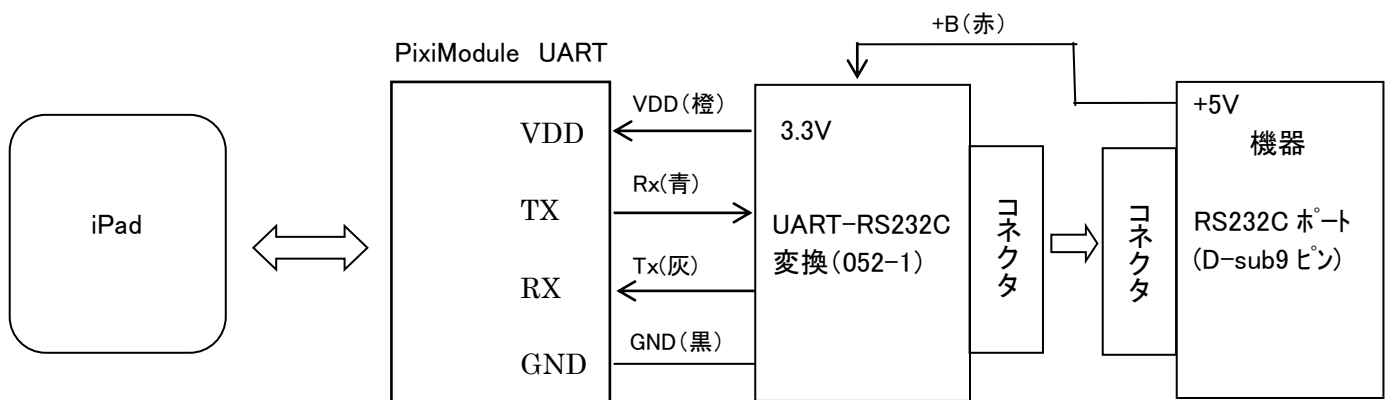 +B(赤)
PixiModule UART
VDD(橙)
VDD
3.3V
+5V
機器
Rx(青)
TX
iPad
UART-RS232C
変換(052-1)
コネクタ
コネクタ
RS232C ポート
(D-sub9 ピン)
Tx(灰)
RX
GND(黒)
GND